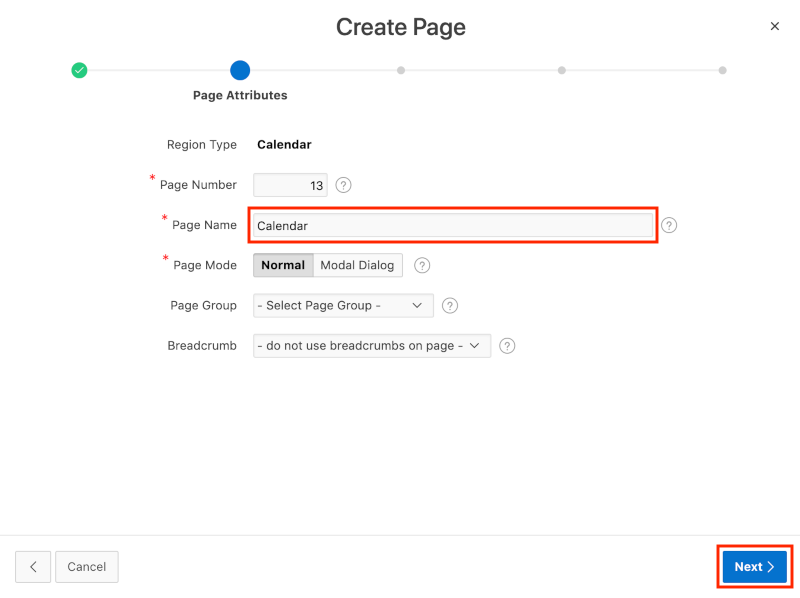 Create Page
Page Attributes
Region Type Calendar
* Page Number 13 ?
* Page Name Calendar ?
* Page Mode Normal Modal Dialog ?
Page Group - Select Page Group - ?
Breadcrumb - do not use breadcrumbs on page - ?
Cancel Next